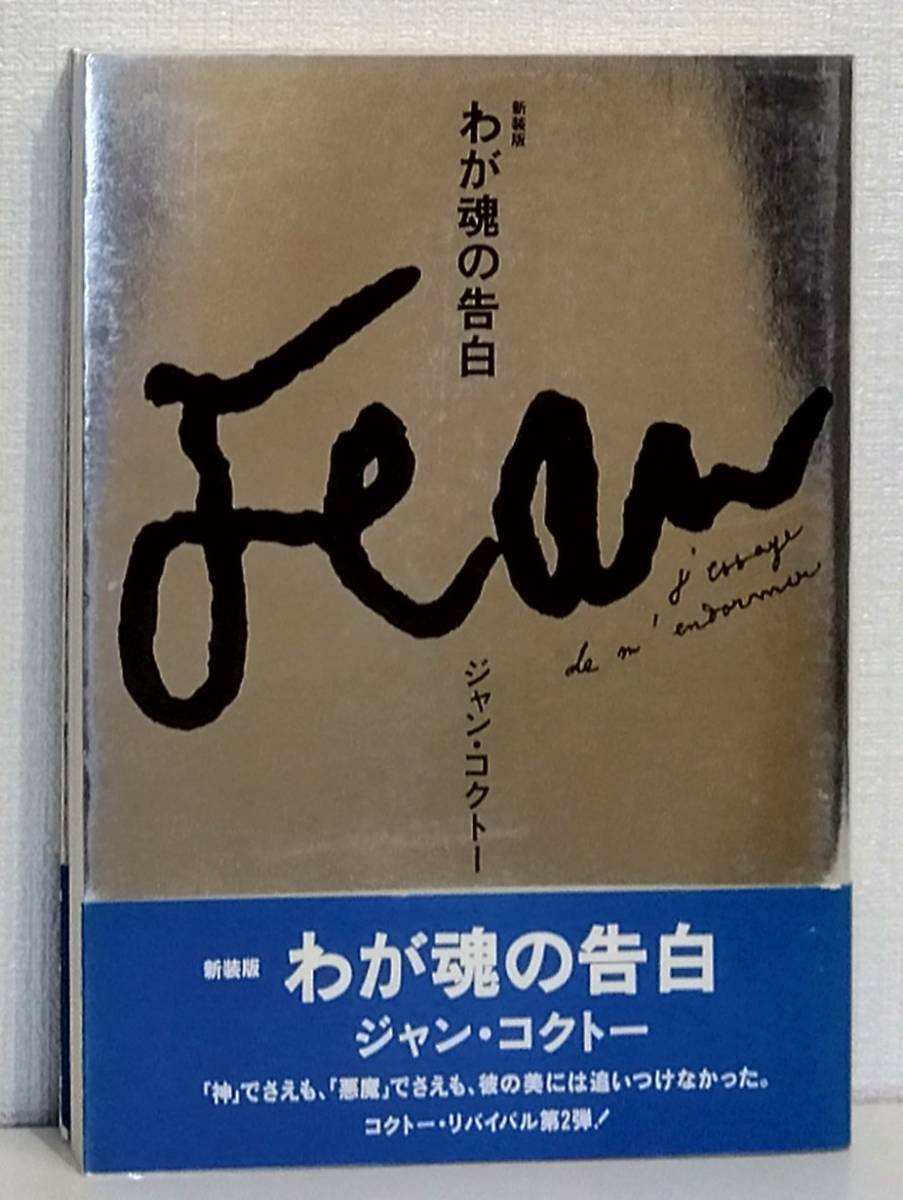 新装版
わが魂の告白
Jean
j'essaye
de m'endormir
ジャン・コクトー
新装版 わが魂の告白
ジャン・コクトー
「神」でさえも、「悪魔」でさえも、彼の美には追いつけなかった。
コクトー・リバイバル第2弾!